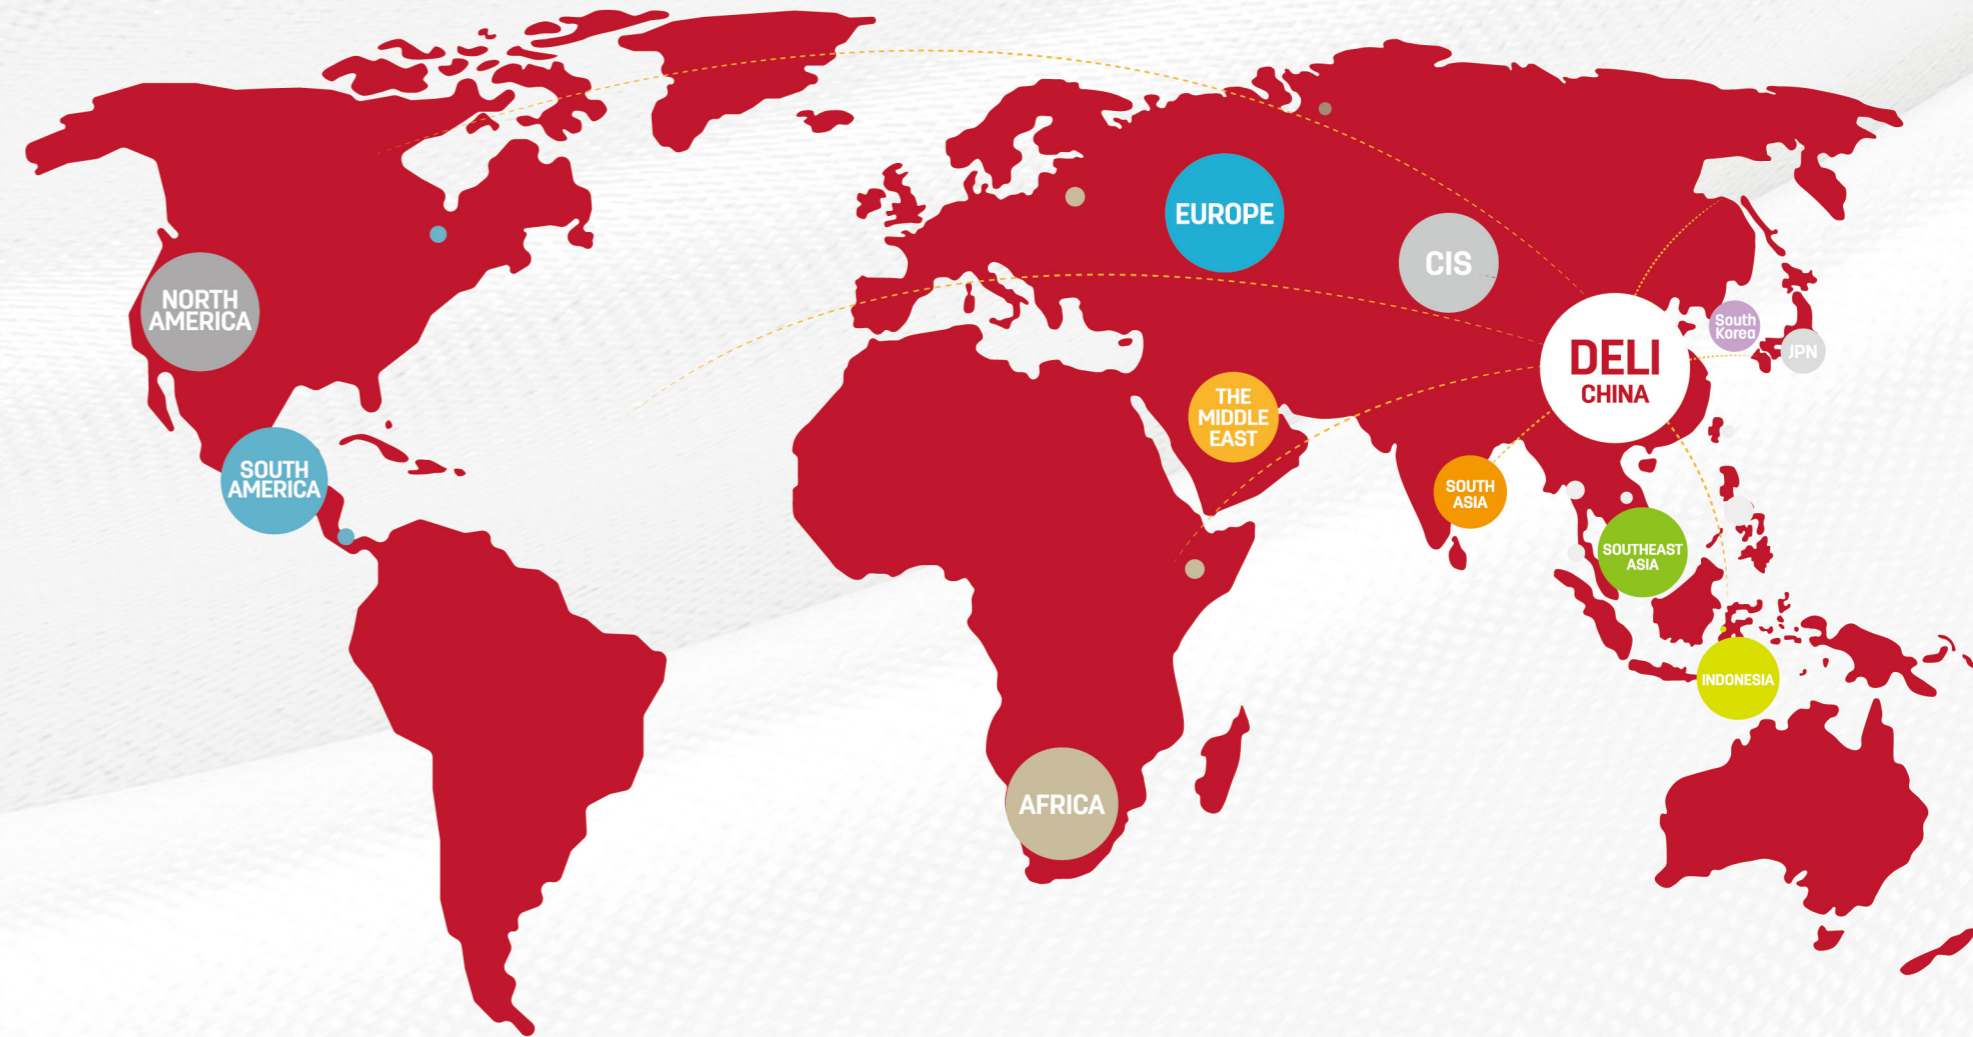 EUROPE
CIS
NORTH
AMERICA
South
Korea
JPN
DELI
CHINA
THE
MIDDLE
EAST
SOUTH
AMERICA
SOUTH
ASIA
SOUTHEAST
ASIA
INDONESIA
AFRICA